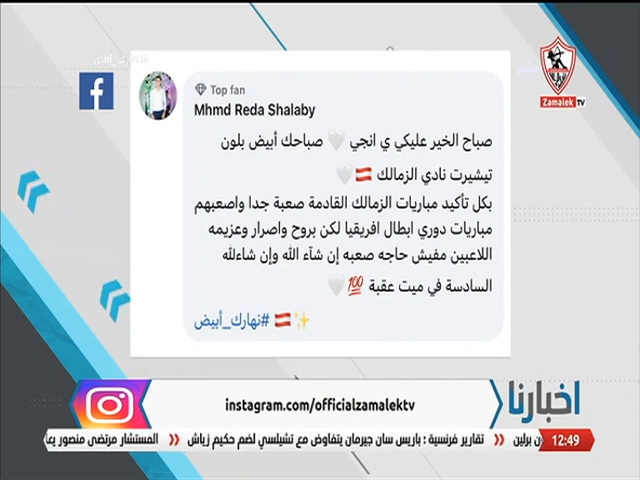 Zamalek TV
Top fan
Mhmd Reda Shalaby
صباح الخير عليكي ي انجي 🤍 صباحك أبيض بلون
تيشيرت نادي الزمالك 🇦🇹🤍
بكل تأكيد مباريات الزمالك القادمة صعبة جدا واصعبهم
مباريات دوري ابطال افريقيا لكن بروح واصرار وعزيمه
اللاعبين مفيش حاجه صعبه إن شآء الله وإن شاءلله
السادسة في ميت عقبة 💯🤍
#نهارك_أبيض 🇦🇹✨
instagram.com/officialzamalektv
اخبارنا
ن برلين » تقارير فرنسية : باريس سان جيرمان يتفاوض مع تشيلسي لضم حكيم زياش » المستشار مرتضى منصور يعا
12:49